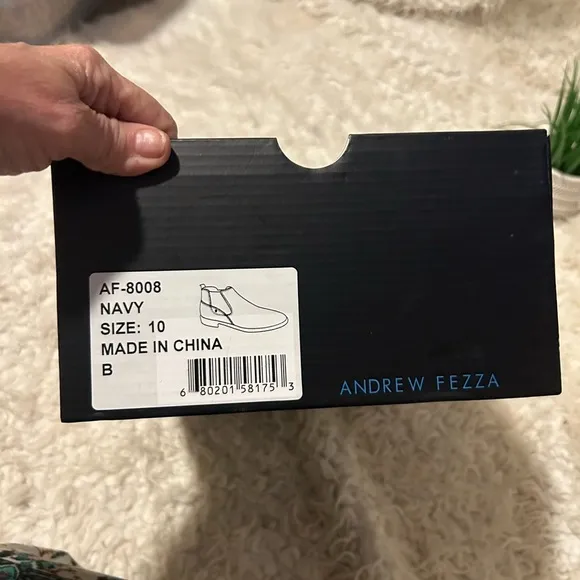 AF-8008
NAVY
SIZE: 10
MADE IN CHINA
B
6 80201 58175 3
ANDREW FEZZA